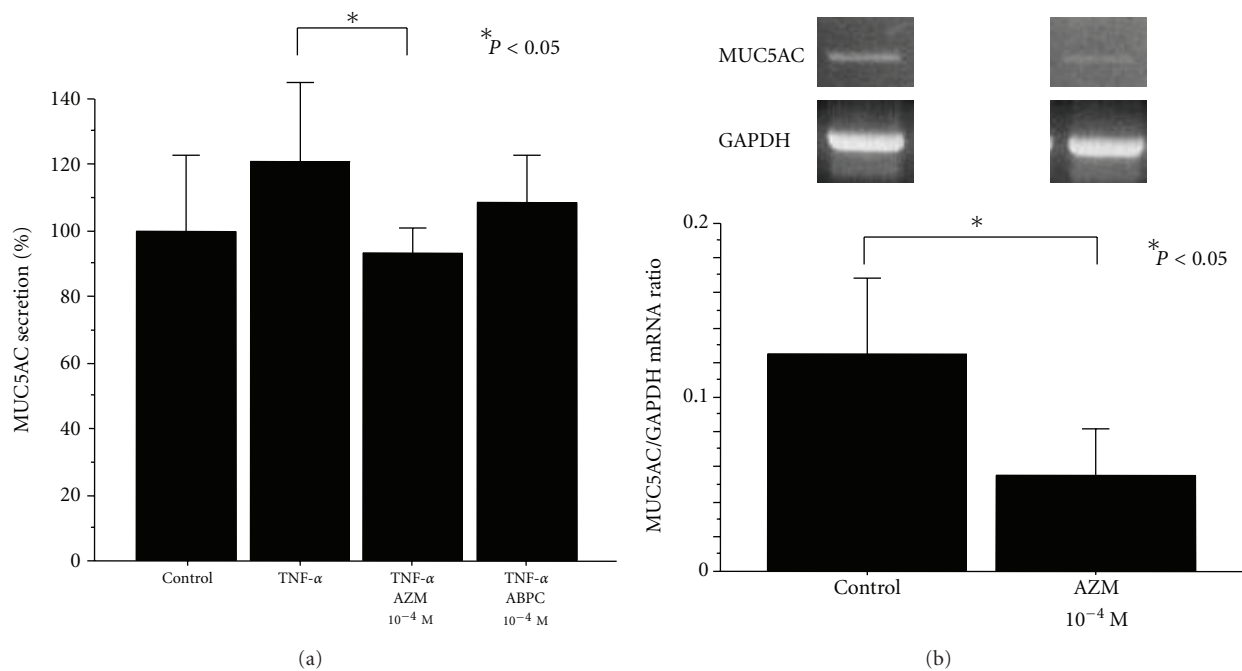 *
*P < 0.05
MUC5AC secretion (%)
140
120
100
80
60
40
20
0
Control
TNF-α
TNF-α
AZM
10⁻⁴ M
TNF-α
ABPC
10⁻⁴ M
(a)
MUC5AC
GAPDH
*
*P < 0.05
MUC5AC/GAPDH mRNA ratio
0.2
0.1
0
Control
AZM
10⁻⁴ M
(b)